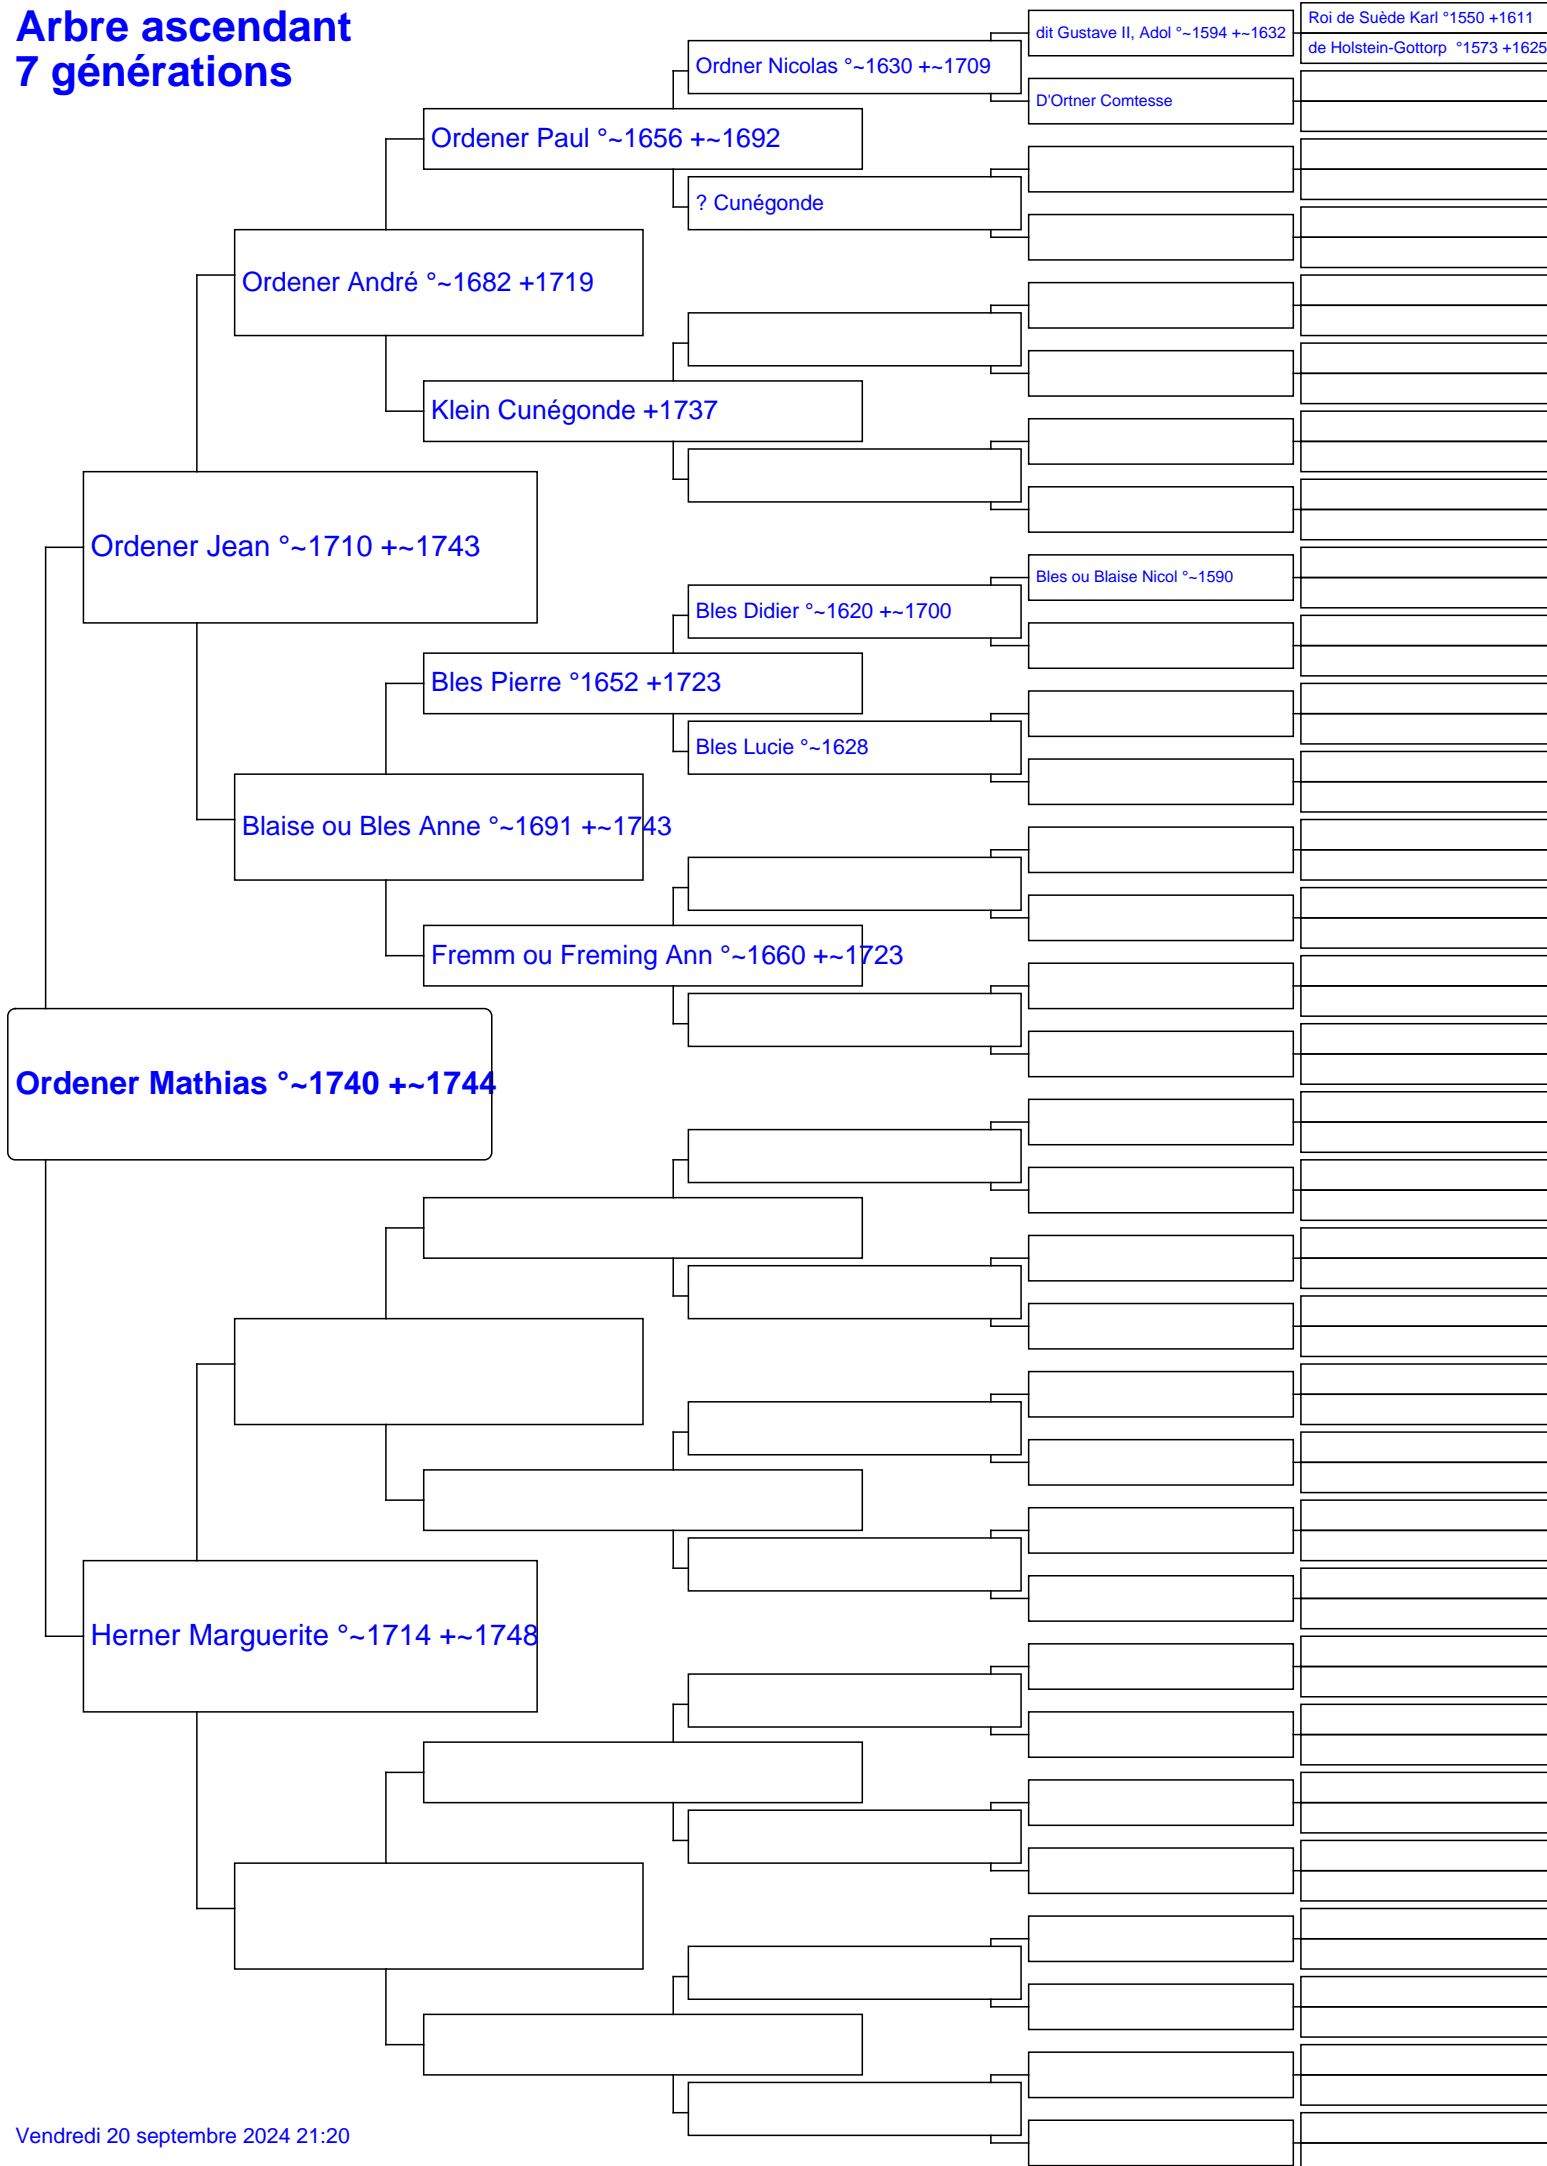 Arbre ascendant
7 générations
Roi de Suède Karl °1550 +1611
dit Gustave II, Adol °~1594 +~1632
de Holstein-Gottorp °1573 +1625
Ordner Nicolas °~1630 +~1709
D'Ortner Comtesse
Ordener Paul °~1656 +~1692
? Cunégonde
Ordener André °~1682 +1719
Klein Cunégonde +1737
Ordener Jean °~1710 +~1743
Bles ou Blaise Nicol °~1590
Bles Didier °~1620 +~1700
Bles Pierre °1652 +1723
Bles Lucie °~1628
Blaise ou Bles Anne °~1691 +~1743
Fremm ou Freming Ann °~1660 +~1723
Ordener Mathias °~1740 +~1744
Herner Marguerite °~1714 +~1748
Vendredi 20 septembre 2024 21:20